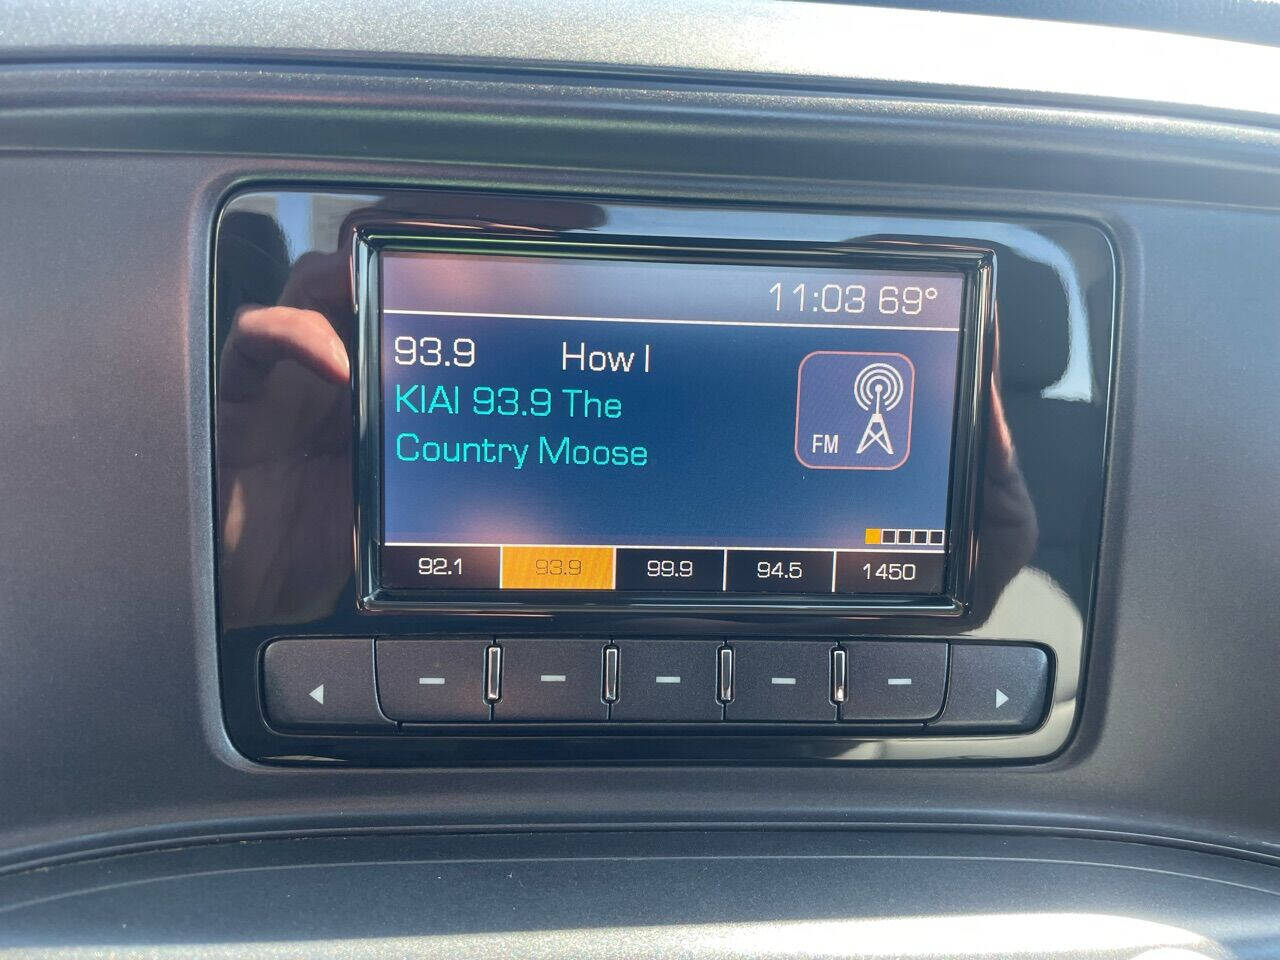 11:03 69°
93.9 How I
KIAI 93.9 The
Country Moose
FM
92.1 93.9 99.9 94.5 1450